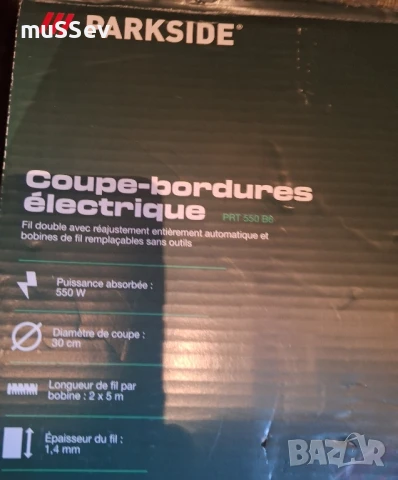 muSSev
PARKSIDE®
Coupe-bordures
électrique PRT 550 B6
Fil double avec réajustement entièrement automatique et
bobines de fil remplaçables sans outils
Puissance absorbée :
550 W
Diamètre de coupe :
30 cm
Longueur de fil par
bobine : 2 x 5 m
Épaisseur du fil :
1,4 mm
BAZAR